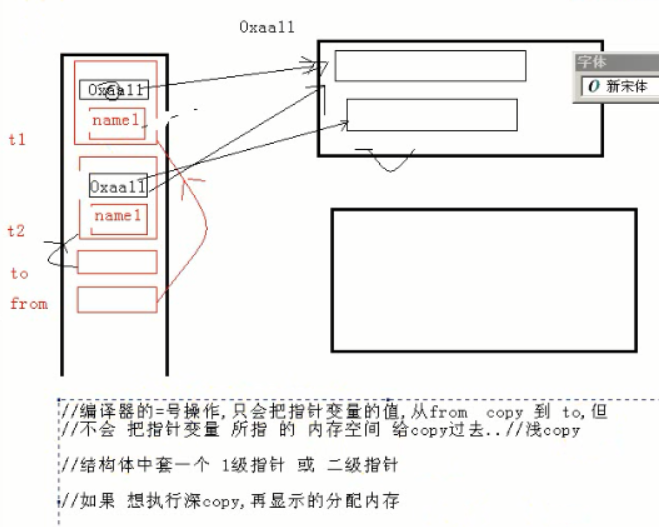 0xaa11
字体
O 新宋体
0xaa11
name1
t1
0xaa11
name1
t2
to
from
//编译器的=号操作,只会把指针变量的值,从from copy 到 to,但
//不会 把指针变量 所指 的 内存空间 给copy过去..//浅copy
//结构体中套一个 1级指针 或 二级指针
//如果 想执行深copy,再显示的分配内存